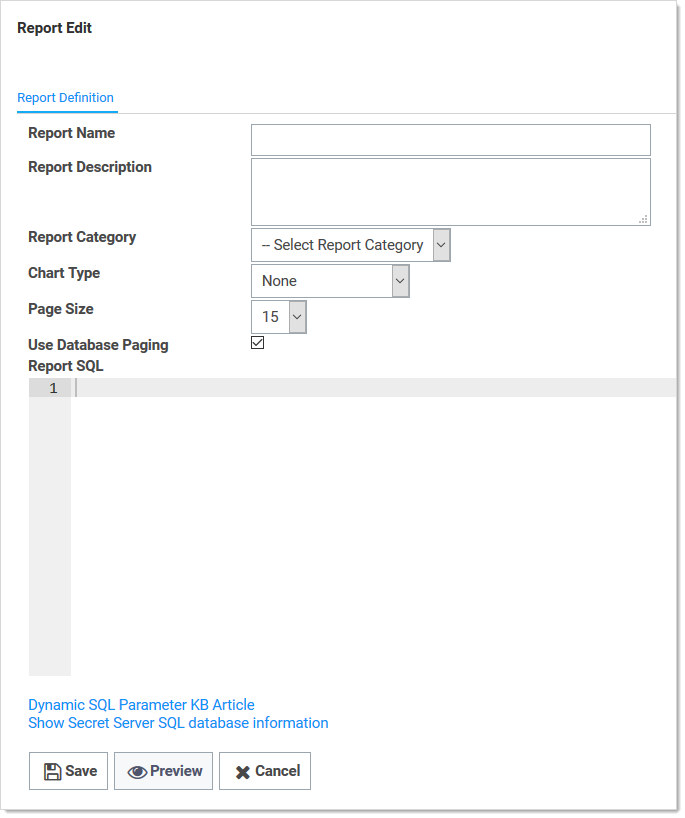 Report Edit
Report Definition
Report Name
Report Description
Report Category
-- Select Report Category
Chart Type
None
Page Size
15
Use Database Paging
Report SQL
1
Dynamic SQL Parameter KB Article
Show Secret Server SQL database information
Save Preview Cancel